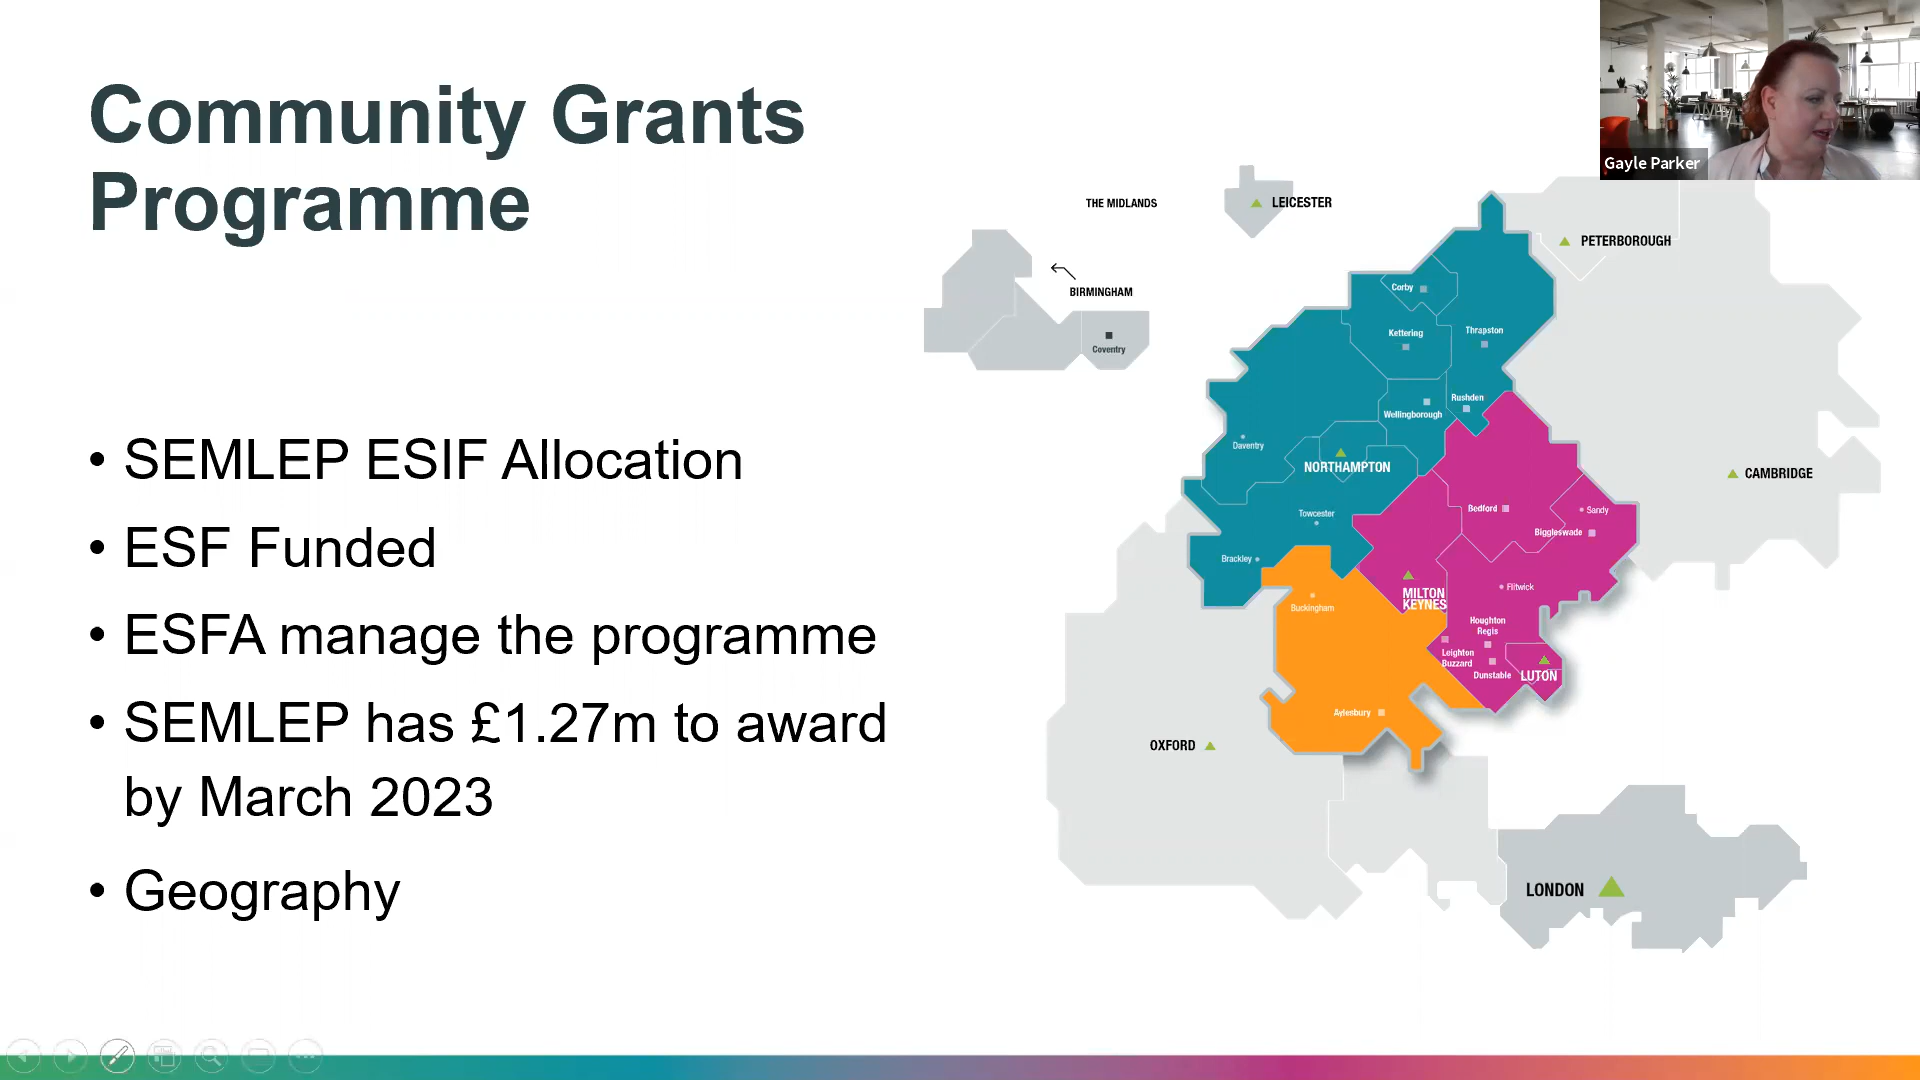 Community Grants
Programme
Gayle Parker
• SEMLEP ESIF Allocation
• ESF Funded
• ESFA manage the programme
• SEMLEP has £1.27m to award
by March 2023
• Geography
THE MIDLANDS
LEICESTER
PETERBOROUGH
BIRMINGHAM
Coventry
Corby
Kettering
Thrapston
Rushden
Wellingborough
Daventry
NORTHAMPTON
CAMBRIDGE
Towcester
Bedford
Sandy
Biggleswade
Brackley
MILTON
KEYNES
Flitwick
Buckingham
Houghton
Regis
Leighton
Buzzard
Dunstable
LUTON
Aylesbury
OXFORD
LONDON